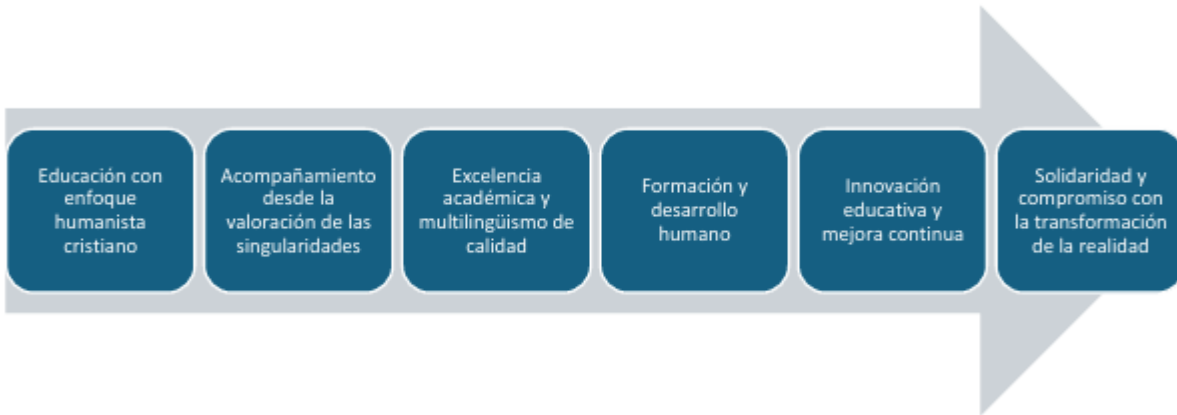 Educación con
enfoque
humanista
cristiano
Acompañamiento
desde la
valoración de las
singularidades
Excelencia
académica y
multilingüismo de
calidad
Formación y
desarrollo
humano
Innovación
educativa y
mejora continua
Solidaridad y
compromiso con
la transformación
de la realidad